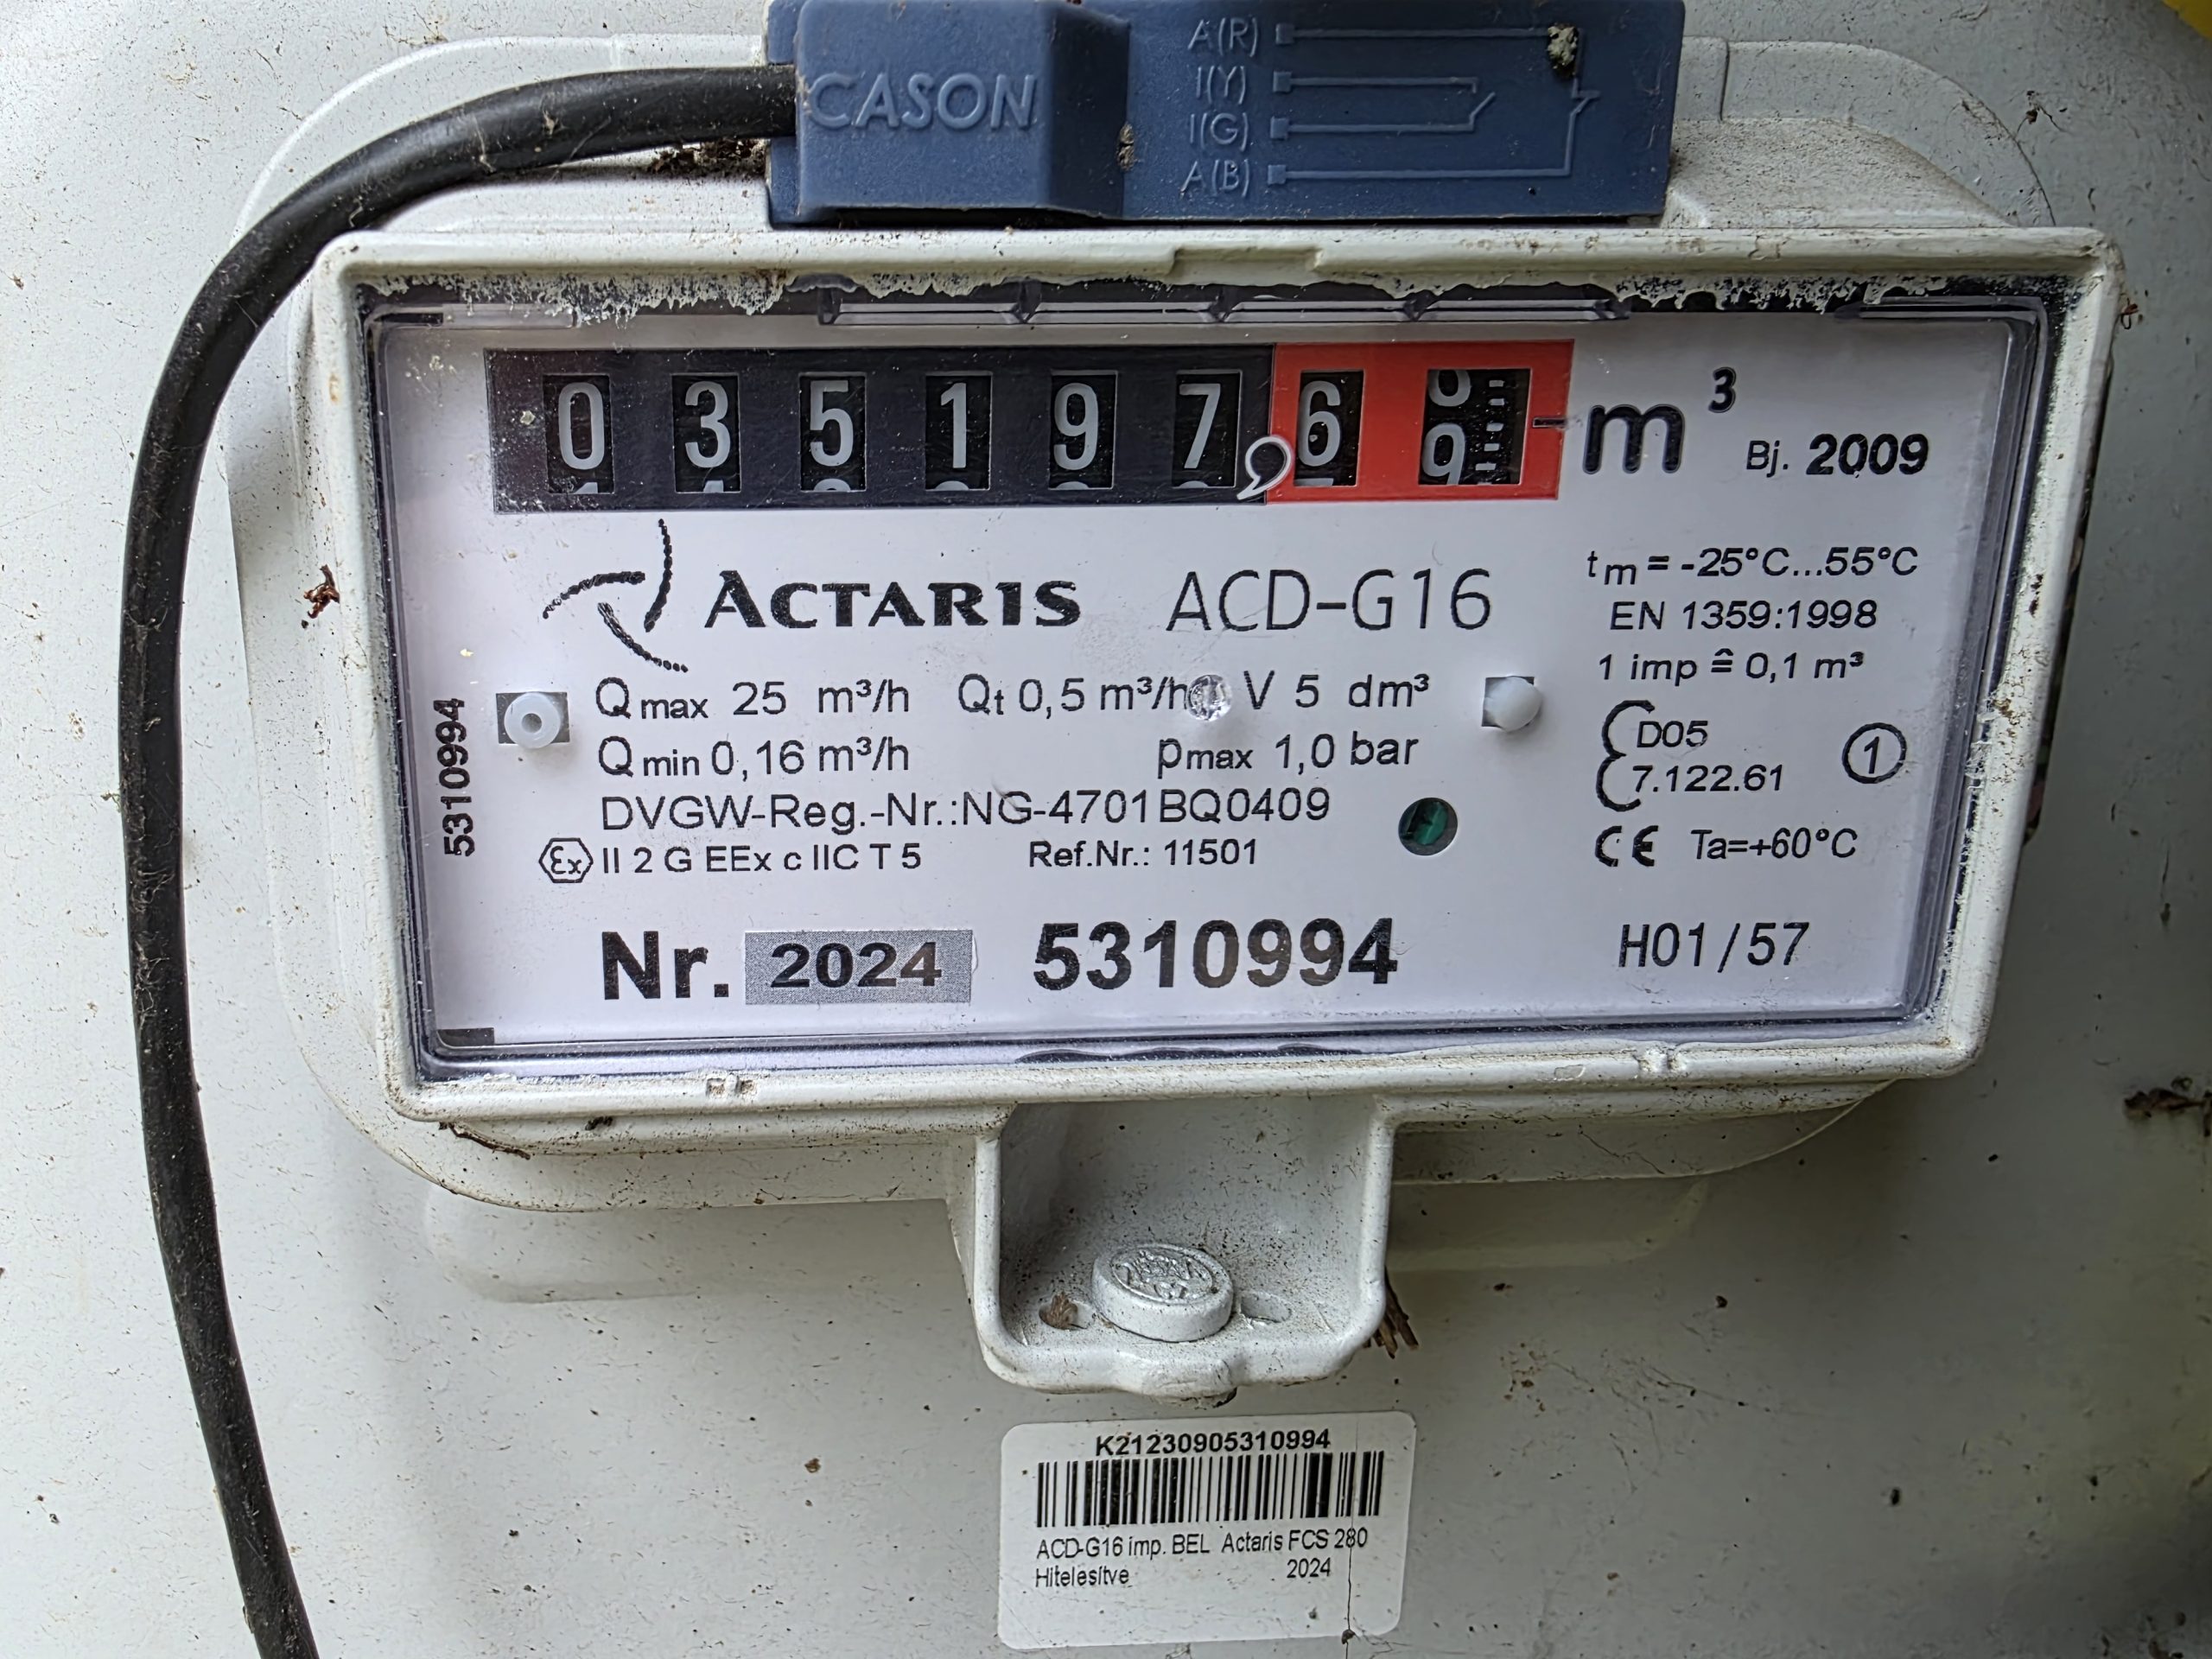 CASON
A(R)
I(Y)
I(G)
A(B)
0 3 5 1 9 7 , 6 8 m³
9
Bj. 2009
ACTARIS ACD-G16
tm = -25°C...55°C
EN 1359:1998
1 imp ≙ 0,1 m³
Qmax 25 m³/h Qt 0,5 m³/h V 5 dm³
Qmin 0,16 m³/h pmax 1,0 bar
DVGW-Reg.-Nr.:NG-4701BQ0409
Ex II 2 G EEx c IIC T 5 Ref.Nr.: 11501
D05
7.122.61
1
CE Ta=+60°C
5310994
Nr. 2024 5310994 H01/57
K21230905310994
ACD-G16 imp. BEL Actaris FCS 280
Hitelesítve 2024